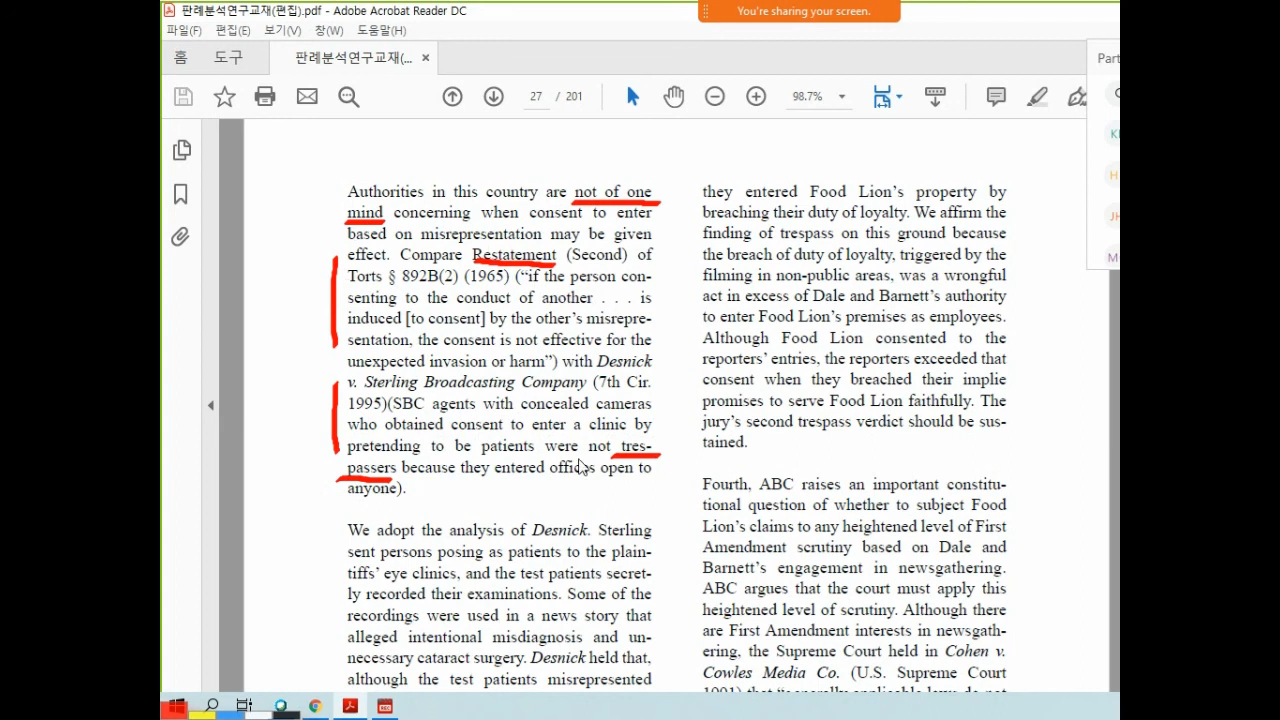 판례분석연구교재(편집).pdf - Adobe Acrobat Reader DC
You're sharing your screen.
파일(F) 편집(E) 보기(V) 창(W) 도움말(H)
홈 도구 판례분석연구교재(... ×
Part
27 / 201
98.7%
Authorities in this country are not of one
mind concerning when consent to enter
based on misrepresentation may be given
effect. Compare Restatement (Second) of
Torts § 892B(2) (1965) (“if the person con-
senting to the conduct of another . . . is
induced [to consent] by the other’s misrepre-
sentation, the consent is not effective for the
unexpected invasion or harm”) with Desnick
v. Sterling Broadcasting Company (7th Cir.
1995)(SBC agents with concealed cameras
who obtained consent to enter a clinic by
pretending to be patients were not tres-
passers because they entered offices open to
anyone).
We adopt the analysis of Desnick. Sterling
sent persons posing as patients to the plain-
tiffs’ eye clinics, and the test patients secret-
ly recorded their examinations. Some of the
recordings were used in a news story that
alleged intentional misdiagnosis and un-
necessary cataract surgery. Desnick held that,
although the test patients misrepresented
they entered Food Lion’s property by
breaching their duty of loyalty. We affirm the
finding of trespass on this ground because
the breach of duty of loyalty, triggered by the
filming in non-public areas, was a wrongful
act in excess of Dale and Barnett’s authority
to enter Food Lion’s premises as employees.
Although Food Lion consented to the
reporters’ entries, the reporters exceeded that
consent when they breached their implie
promises to serve Food Lion faithfully. The
jury’s second trespass verdict should be sus-
tained.
Fourth, ABC raises an important constitu-
tional question of whether to subject Food
Lion’s claims to any heightened level of First
Amendment scrutiny based on Dale and
Barnett’s engagement in newsgathering.
ABC argues that the court must apply this
heightened level of scrutiny. Although there
are First Amendment interests in newsgath-
ering, the Supreme Court held in Cohen v.
Cowles Media Co. (U.S. Supreme Court